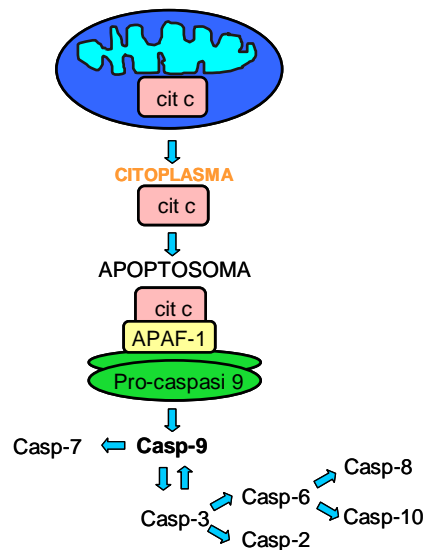 cit c
CITOPLASMA
cit c
APOPTOSOMA
cit c
APAF-1
Pro-caspasi 9
Casp-7 Casp-9
Casp-8
Casp-6
Casp-3 Casp-10
Casp-2